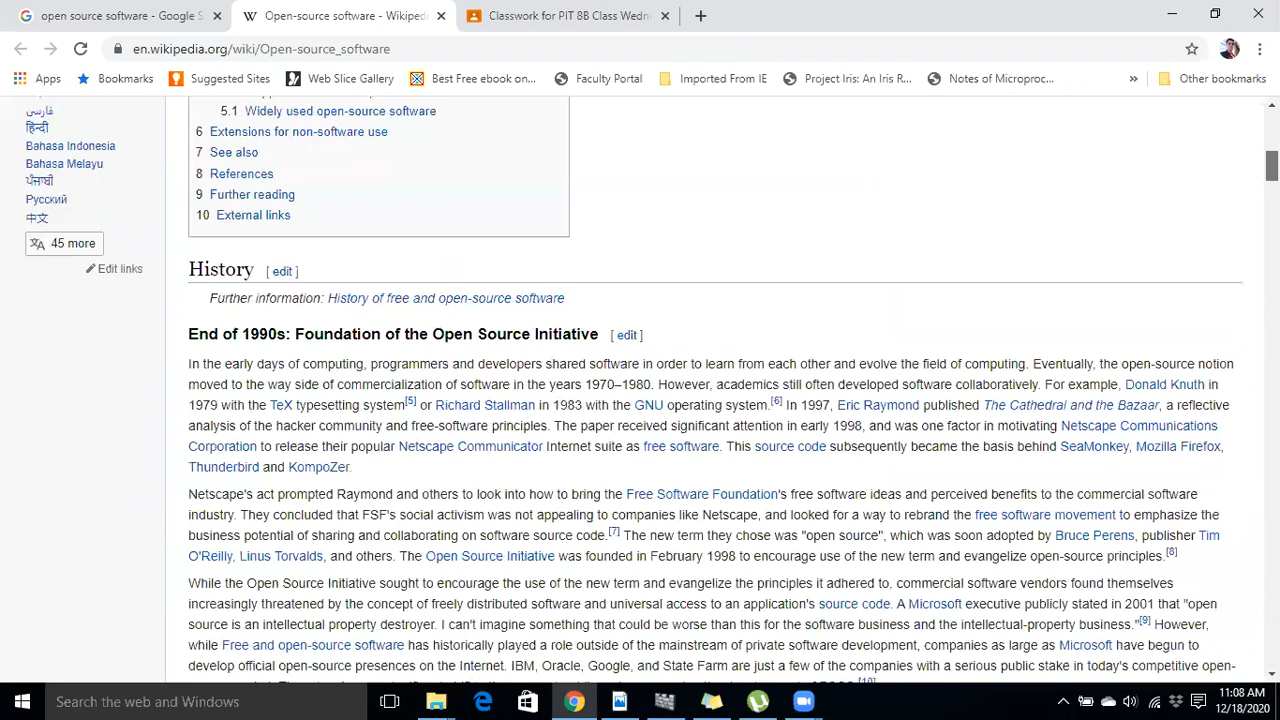 open source software - Google S
Open-source software - Wikipedi
Classwork for PIT 8B Class Wedn
en.wikipedia.org/wiki/Open-source_software
Apps
Bookmarks
Suggested Sites
Web Slice Gallery
Best Free ebook on...
Faculty Portal
Imported From IE
Project Iris: An Iris R...
Notes of Microproc...
Other bookmarks
فارسی
हिन्दी
Bahasa Indonesia
Bahasa Melayu
ਪੰਜਾਬੀ
Русский
中文
45 more
Edit links
5.1 Widely used open-source software
6 Extensions for non-software use
7 See also
8 References
9 Further reading
10 External links
History [ edit ]
Further information: History of free and open-source software
End of 1990s: Foundation of the Open Source Initiative [ edit ]
In the early days of computing, programmers and developers shared software in order to learn from each other and evolve the field of computing. Eventually, the open-source notion
moved to the way side of commercialization of software in the years 1970–1980. However, academics still often developed software collaboratively. For example, Donald Knuth in
1979 with the TeX typesetting system[5] or Richard Stallman in 1983 with the GNU operating system.[6] In 1997, Eric Raymond published The Cathedral and the Bazaar, a reflective
analysis of the hacker community and free-software principles. The paper received significant attention in early 1998, and was one factor in motivating Netscape Communications
Corporation to release their popular Netscape Communicator Internet suite as free software. This source code subsequently became the basis behind SeaMonkey, Mozilla Firefox,
Thunderbird and KompoZer.
Netscape's act prompted Raymond and others to look into how to bring the Free Software Foundation's free software ideas and perceived benefits to the commercial software
industry. They concluded that FSF's social activism was not appealing to companies like Netscape, and looked for a way to rebrand the free software movement to emphasize the
business potential of sharing and collaborating on software source code.[7] The new term they chose was "open source", which was soon adopted by Bruce Perens, publisher Tim
O'Reilly, Linus Torvalds, and others. The Open Source Initiative was founded in February 1998 to encourage use of the new term and evangelize open-source principles.[8]
While the Open Source Initiative sought to encourage the use of the new term and evangelize the principles it adhered to, commercial software vendors found themselves
increasingly threatened by the concept of freely distributed software and universal access to an application's source code. A Microsoft executive publicly stated in 2001 that "open
source is an intellectual property destroyer. I can't imagine something that could be worse than this for the software business and the intellectual-property business."[9] However,
while Free and open-source software has historically played a role outside of the mainstream of private software development, companies as large as Microsoft have begun to
develop official open-source presences on the Internet. IBM, Oracle, Google, and State Farm are just a few of the companies with a serious public stake in today's competitive open-
Search the web and Windows
11:08 AM
12/18/2020